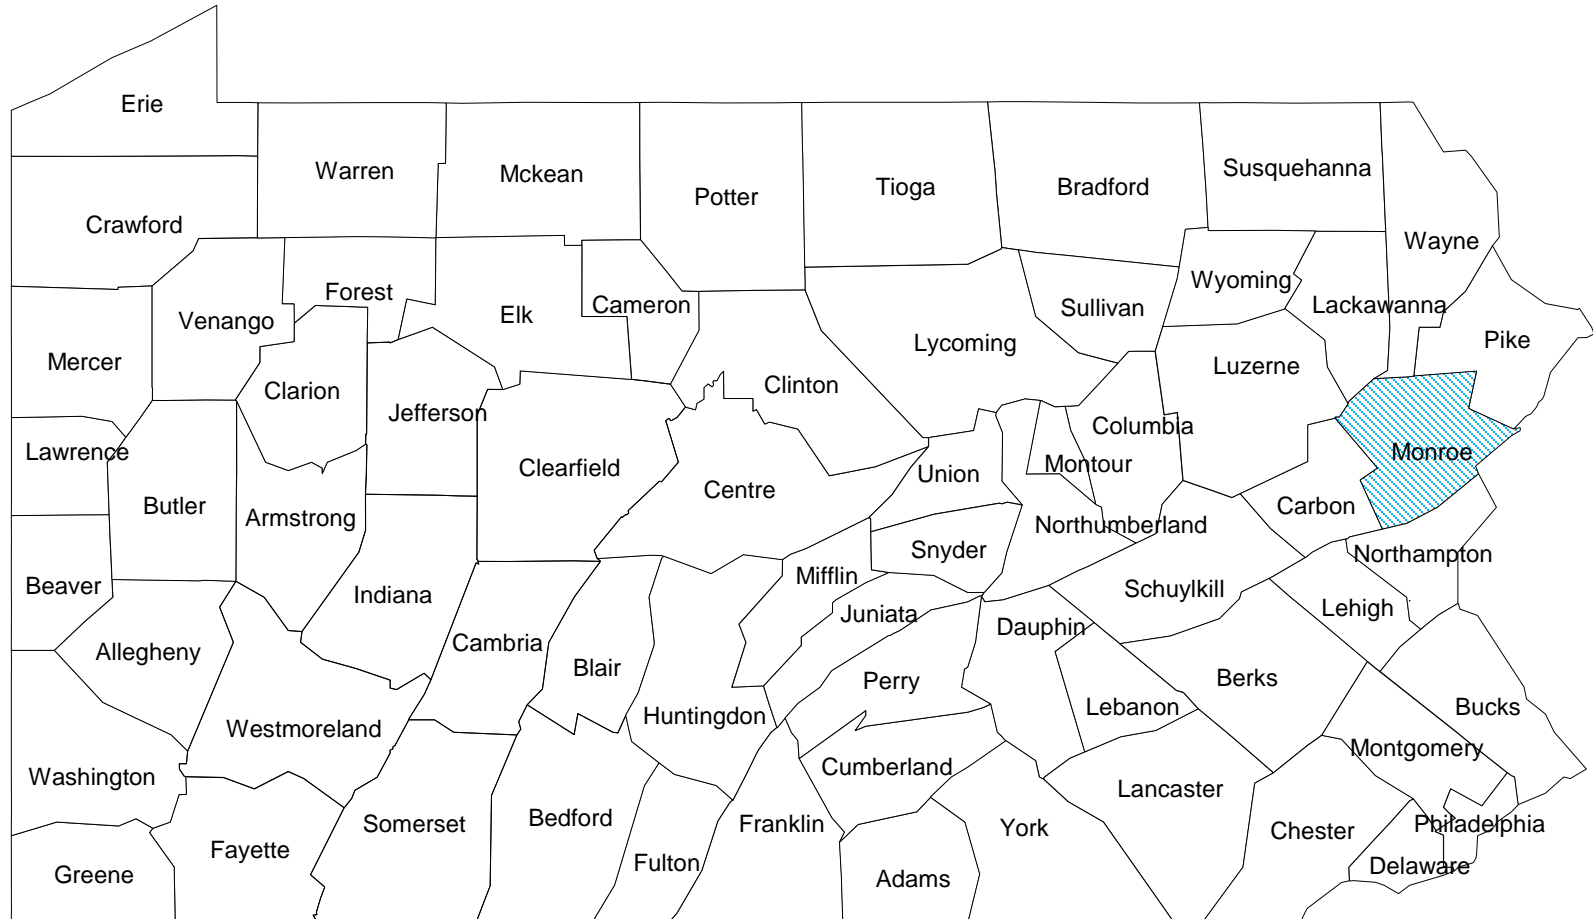 Erie
Warren
Mckean
Potter
Tioga
Bradford
Susquehanna
Crawford
Wayne
Forest
Cameron
Wyoming
Lackawanna
Venango
Elk
Sullivan
Lycoming
Pike
Mercer
Luzerne
Clarion
Clinton
Jefferson
Columbia
Lawrence
Monroe
Clearfield
Centre
Union
Montour
Butler
Armstrong
Carbon
Northumberland
Snyder
Northampton
Beaver
Mifflin
Indiana
Schuylkill
Juniata
Lehigh
Dauphin
Allegheny
Cambria
Blair
Perry
Berks
Westmoreland
Huntingdon
Lebanon
Bucks
Washington
Cumberland
Montgomery
Lancaster
Somerset
Bedford
Franklin
York
Chester
Philadelphia
Fayette
Fulton
Delaware
Greene
Adams